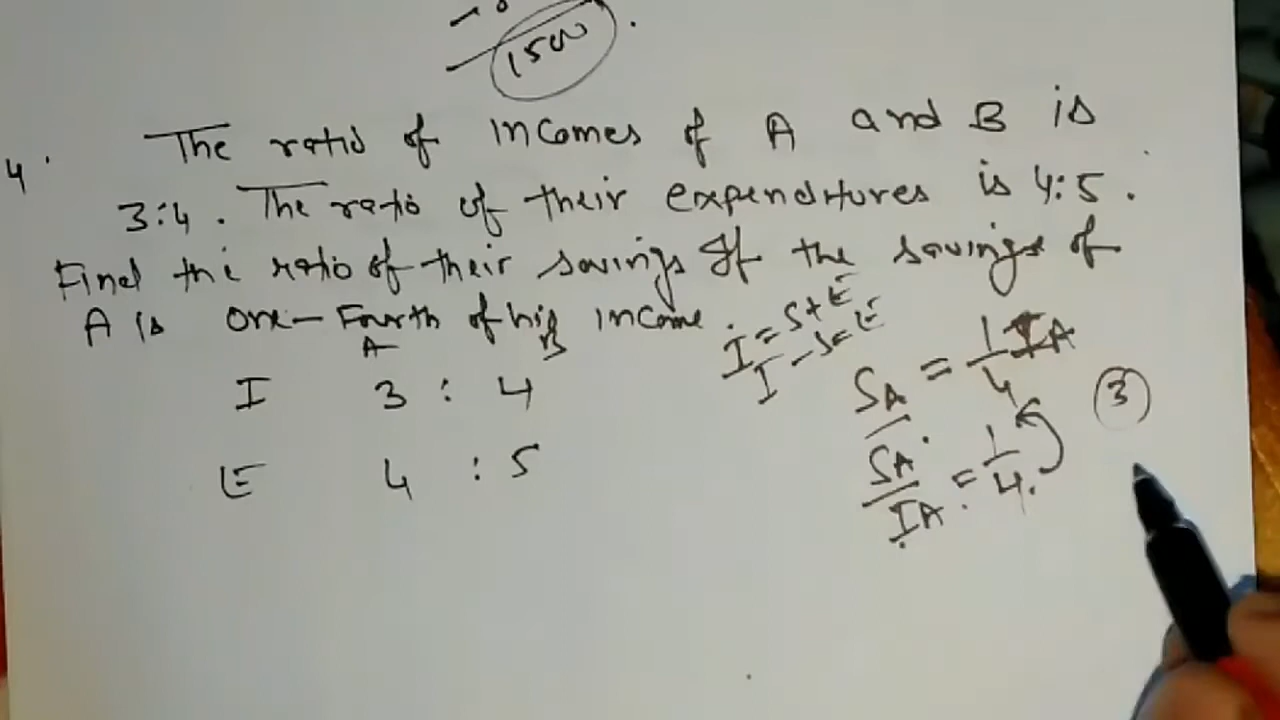 1500
4. The ratio of incomes of A and B is
3:4. The ratio of their expenditures is 4:5.
Find the ratio of their savings If the savings of
A is one-Fourth of his income.
A B
I 3 : 4
E 4 : 5
I = S + E
I - S = E
SA = 1/4 IA
SA/IA = 1/4.
3